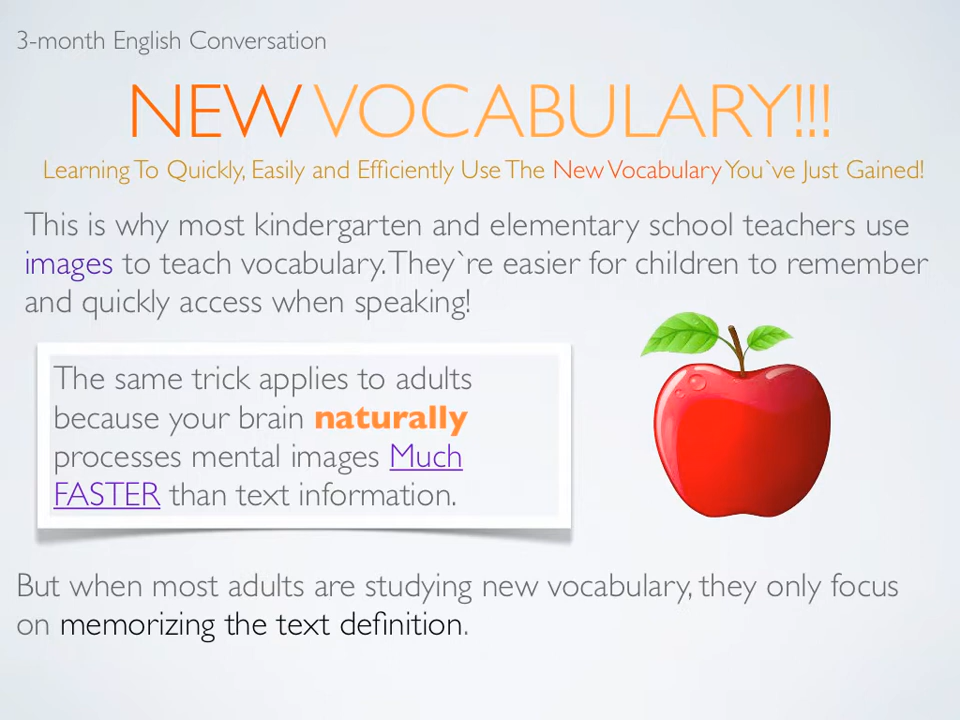 3-month English Conversation
NEW VOCABULARY!!!
Learning To Quickly, Easily and Efficiently Use The New Vocabulary You`ve Just Gained!
This is why most kindergarten and elementary school teachers use
images to teach vocabulary. They`re easier for children to remember
and quickly access when speaking!
The same trick applies to adults
because your brain naturally
processes mental images Much
FASTER than text information.
But when most adults are studying new vocabulary, they only focus
on memorizing the text definition.